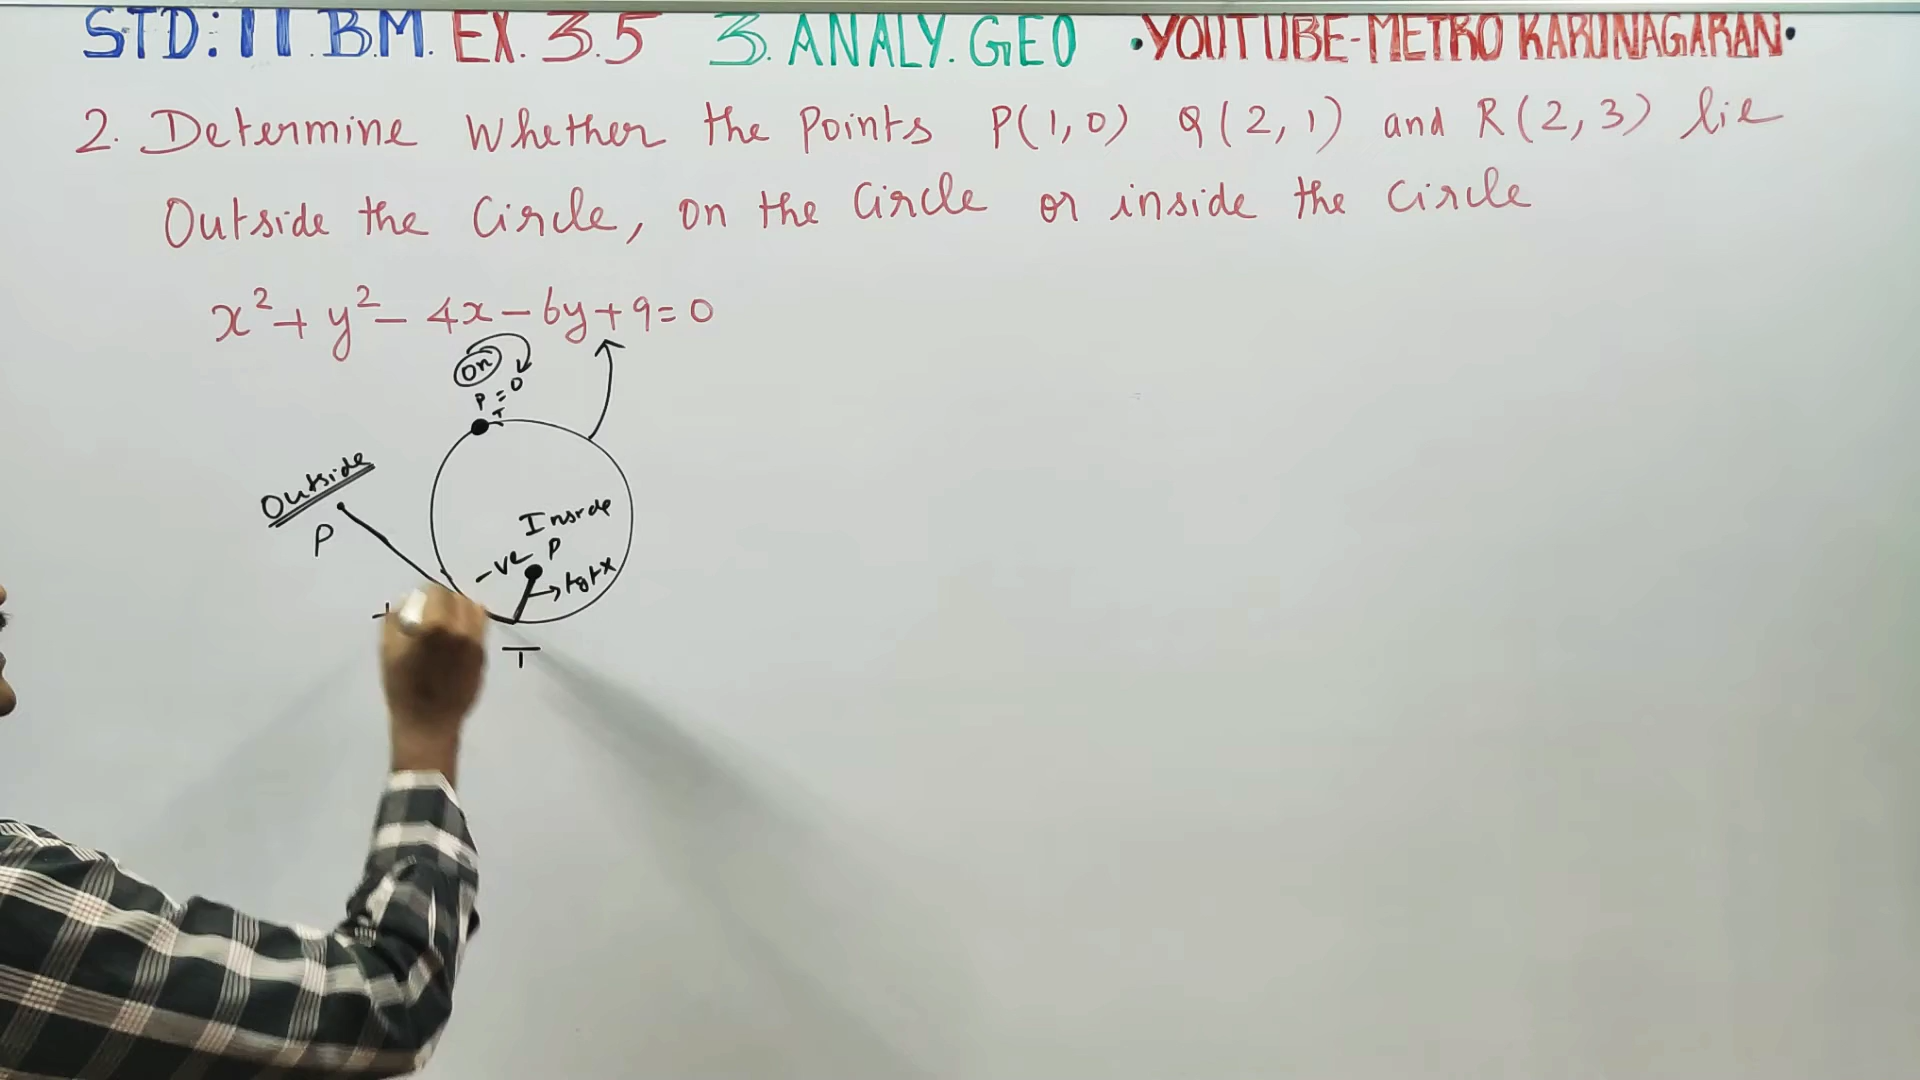 STD: 11.B.M. EX. 3.5 3. ANALY. GEO •YOUTUBE-METRO KARUNAGARAN•
2. Determine Whether the Points P(1,0) Q(2,1) and R(2,3) lie
Outside the Circle, on the Circle or inside the Circle
x² + y² - 4x - 6y + 9 = 0
on
P = 0
T
Outside
P
Inside
-ve P
T